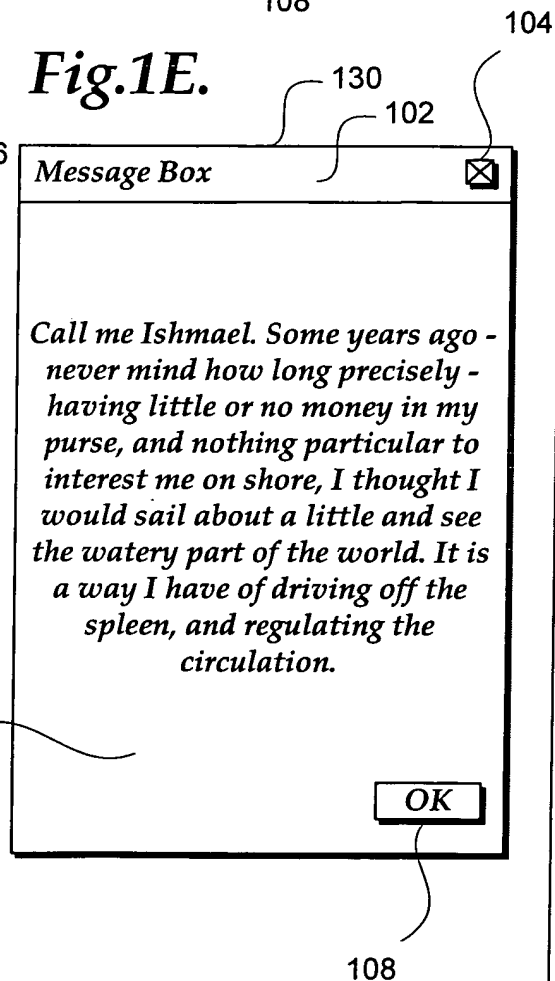 108
104
Fig.1E.
130
102
6
Message Box
Call me Ishmael. Some years ago -
never mind how long precisely -
having little or no money in my
purse, and nothing particular to
interest me on shore, I thought I
would sail about a little and see
the watery part of the world. It is
a way I have of driving off the
spleen, and regulating the
circulation.
OK
108